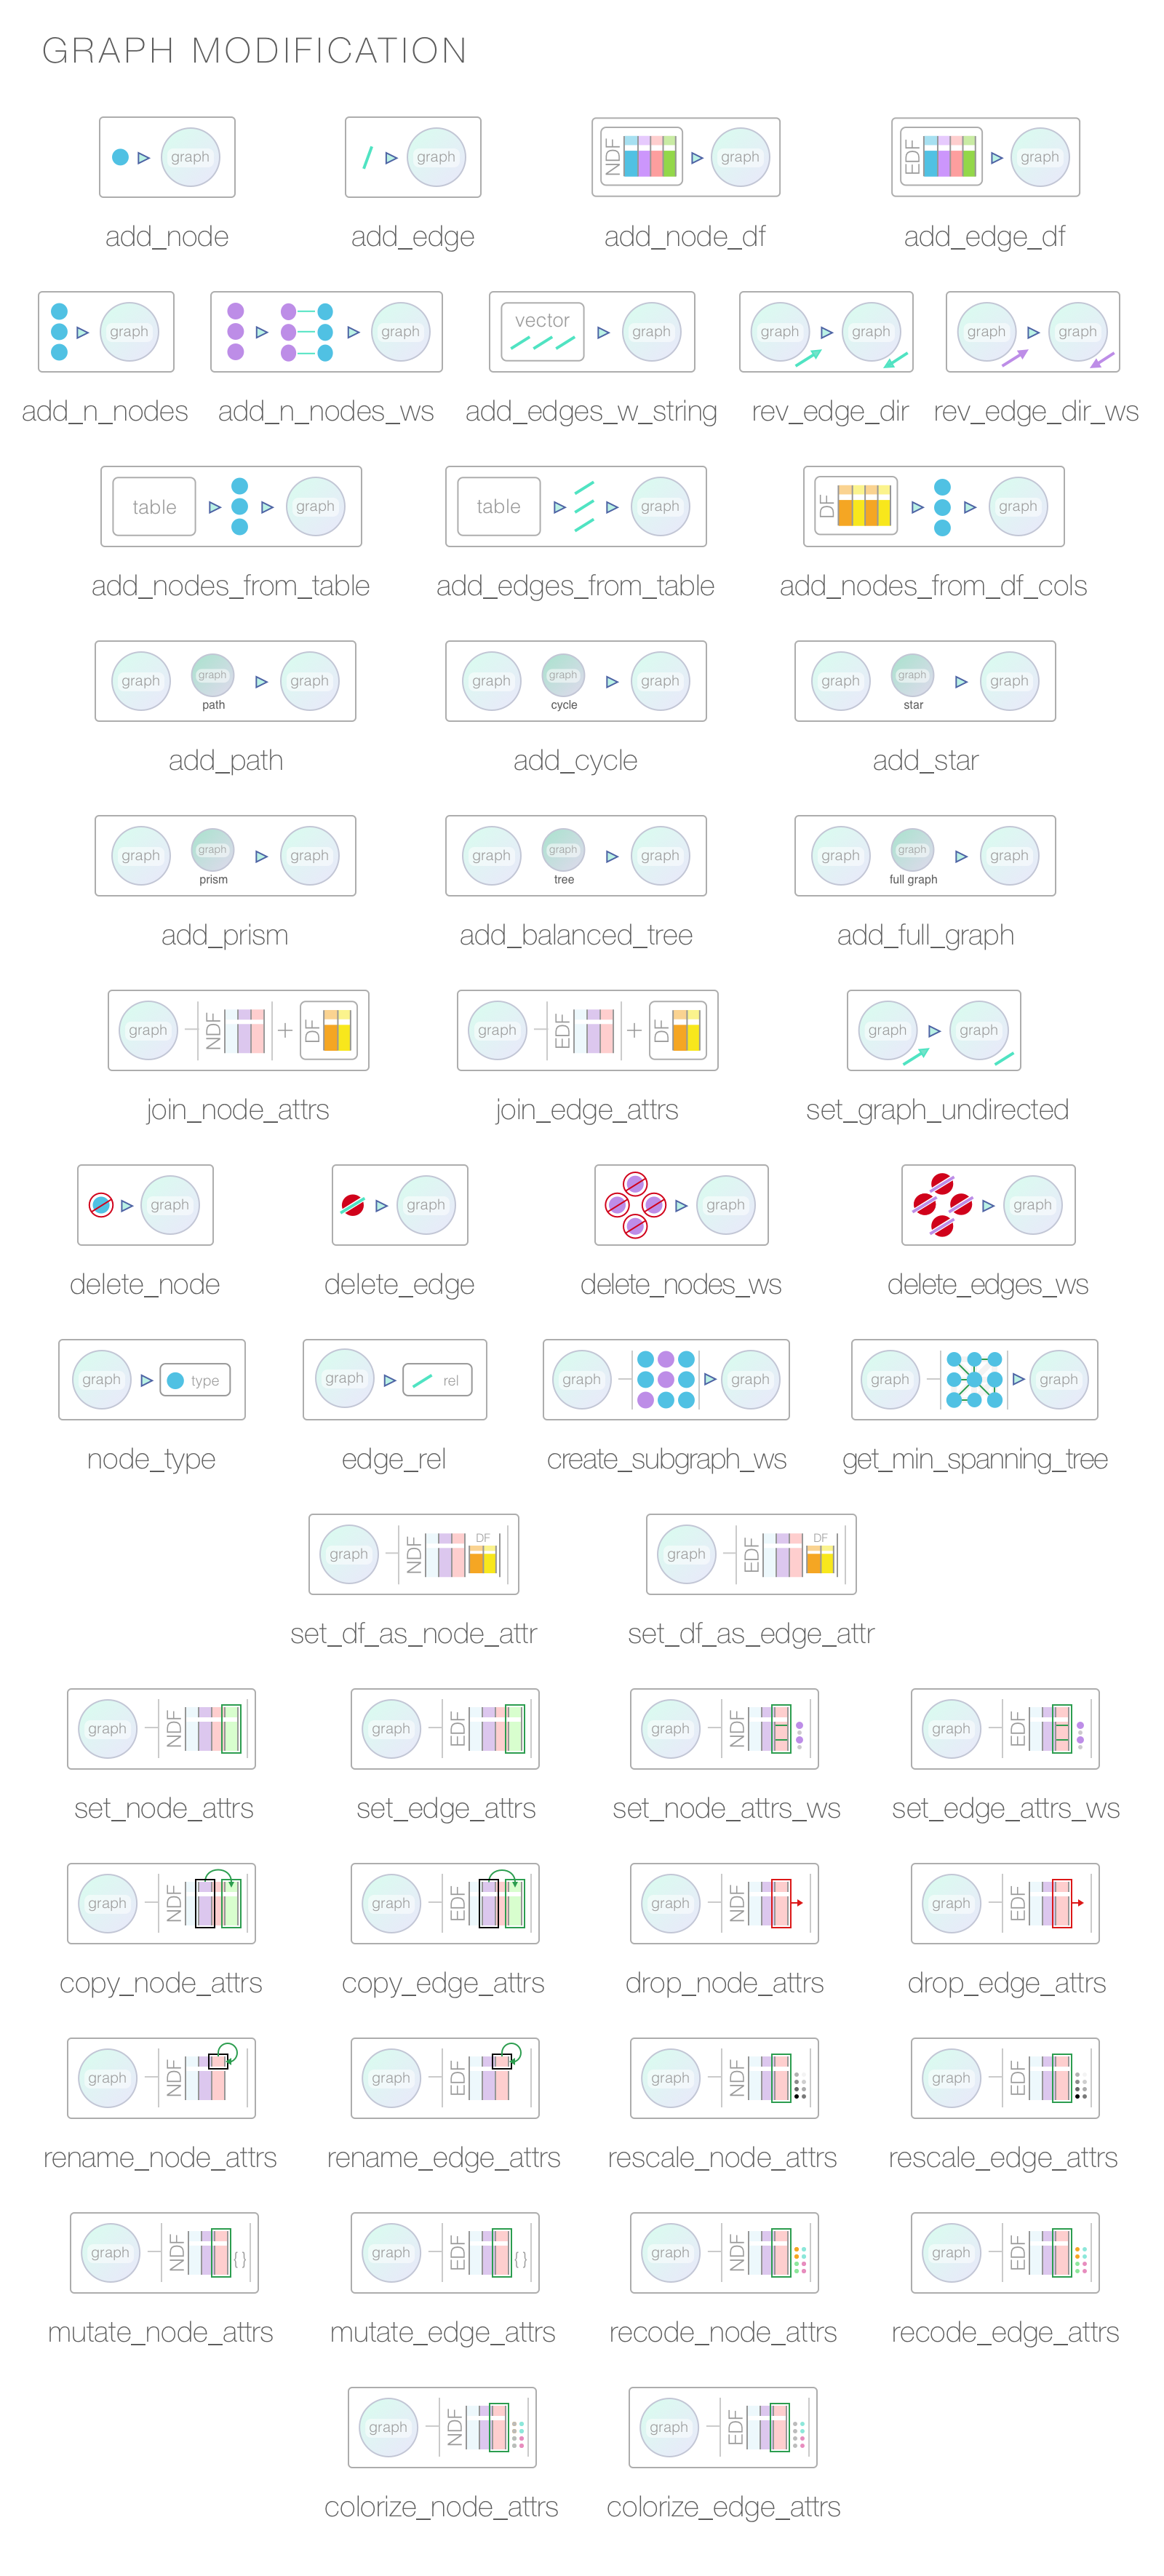 GRAPH MODIFICATION
graph graph NDF graph EDF graph
add_node add_edge add_node_df add_edge_df
graph graph vector graph graph graph graph graph
add_n_nodes add_n_nodes_ws add_edges_w_string rev_edge_dir rev_edge_dir_ws
table graph table graph DF graph
add_nodes_from_table add_edges_from_table add_nodes_from_df_cols
graph graph graph graph graph graph graph graph graph
path cycle star
add_path add_cycle add_star
graph graph graph graph graph graph graph graph graph
prism tree full graph
add_prism add_balanced_tree add_full_graph
graph NDF + DF graph EDF + DF graph graph
join_node_attrs join_edge_attrs set_graph_undirected
graph graph graph graph
delete_node delete_edge delete_nodes_ws delete_edges_ws
graph type graph rel graph graph graph graph
node_type edge_rel create_subgraph_ws get_min_spanning_tree
graph NDF DF graph EDF DF
set_df_as_node_attr set_df_as_edge_attr
graph NDF graph EDF graph NDF graph EDF
set_node_attrs set_edge_attrs set_node_attrs_ws set_edge_attrs_ws
graph NDF graph EDF graph NDF graph EDF
copy_node_attrs copy_edge_attrs drop_node_attrs drop_edge_attrs
graph NDF graph EDF graph NDF graph EDF
rename_node_attrs rename_edge_attrs rescale_node_attrs rescale_edge_attrs
graph NDF {} graph EDF {} graph NDF graph EDF
mutate_node_attrs mutate_edge_attrs recode_node_attrs recode_edge_attrs
graph NDF graph EDF
colorize_node_attrs colorize_edge_attrs